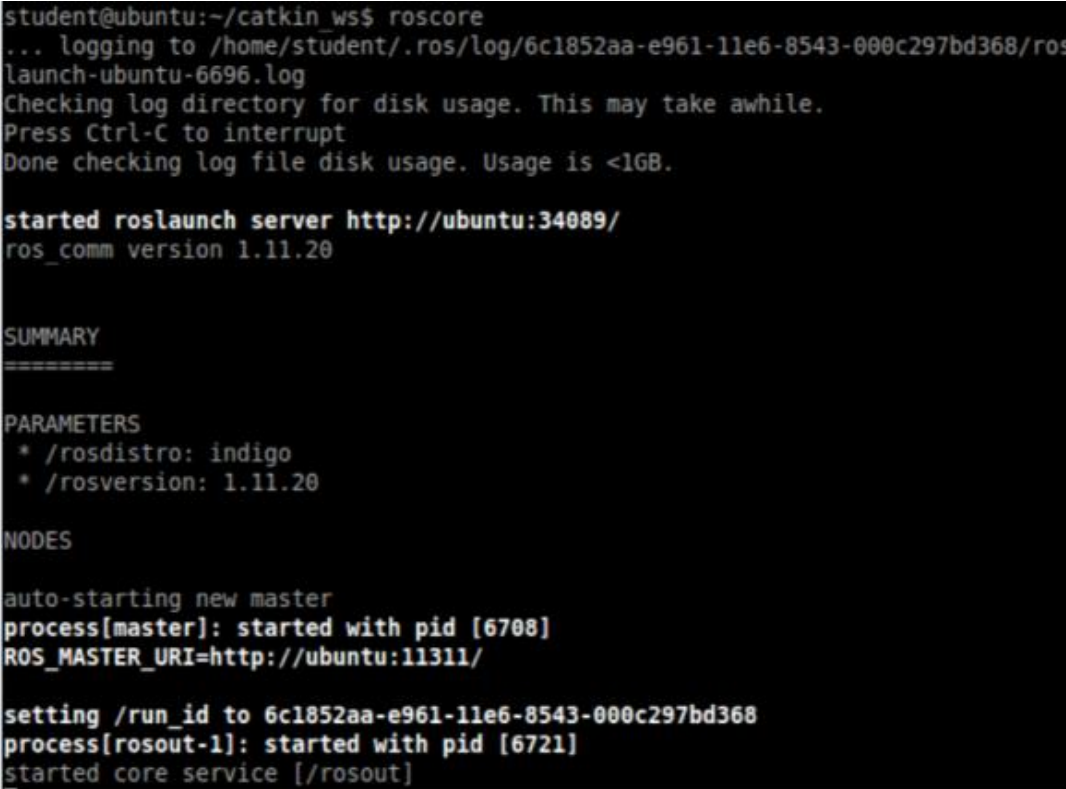 student@ubuntu:~/catkin_ws$ roscore
... logging to /home/student/.ros/log/6c1852aa-e961-11e6-8543-000c297bd368/ros
launch-ubuntu-6696.log
Checking log directory for disk usage. This may take awhile.
Press Ctrl-C to interrupt
Done checking log file disk usage. Usage is <1GB.
started roslaunch server http://ubuntu:34089/
ros_comm version 1.11.20
SUMMARY
========
PARAMETERS
 * /rosdistro: indigo
 * /rosversion: 1.11.20
NODES
auto-starting new master
process[master]: started with pid [6708]
ROS_MASTER_URI=http://ubuntu:11311/
setting /run_id to 6c1852aa-e961-11e6-8543-000c297bd368
process[rosout-1]: started with pid [6721]
started core service [/rosout]